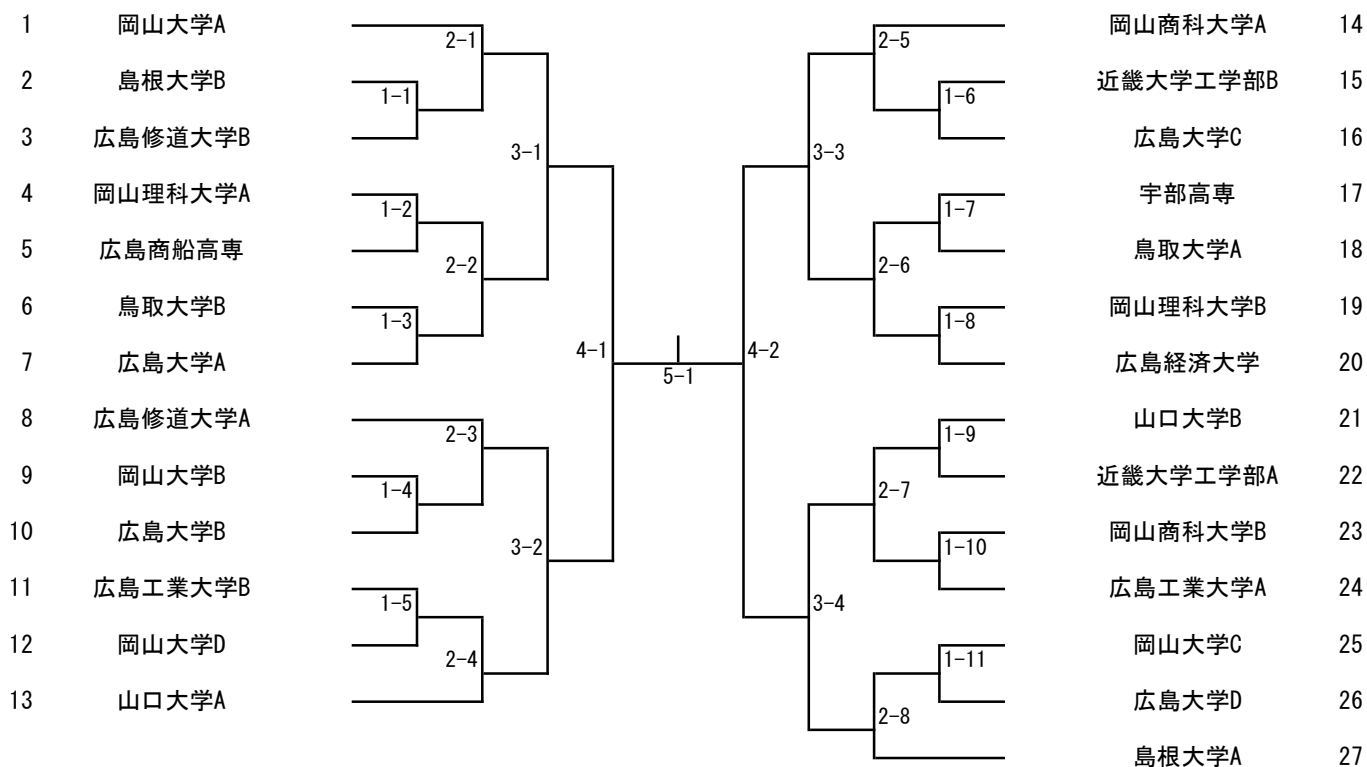 1 岡山大学A 2-1 2-5 岡山商科大学A 14
2 島根大学B 1-1 1-6 近畿大学工学部B 15
3 広島修道大学B 3-1 3-3 広島大学C 16
4 岡山理科大学A 1-2 1-7 宇部高専 17
5 広島商船高専 2-2 2-6 鳥取大学A 18
6 鳥取大学B 1-3 1-8 岡山理科大学B 19
7 広島大学A 4-1 5-1 4-2 広島経済大学 20
8 広島修道大学A 2-3 1-9 山口大学B 21
9 岡山大学B 1-4 2-7 近畿大学工学部A 22
10 広島大学B 3-2 1-10 岡山商科大学B 23
11 広島工業大学B 1-5 3-4 広島工業大学A 24
12 岡山大学D 2-4 1-11 岡山大学C 25
13 山口大学A 2-8 広島大学D 26
島根大学A 27